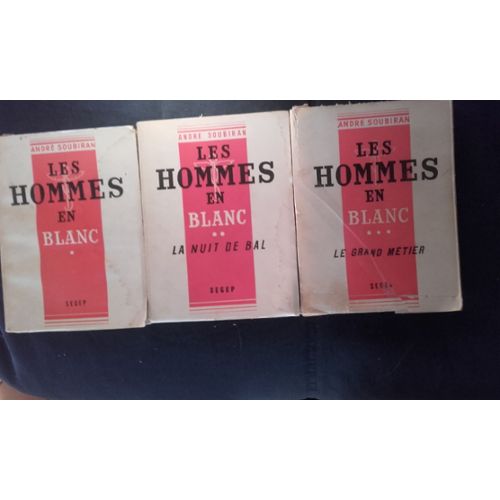 ANDRÉ SOUBIRAN
LES
HOMMES
EN
BLANC
*
SEGEP
ANDRÉ SOUBIRAN
LES
HOMMES
EN
BLANC
**
LA NUIT DE BAL
SEGEP
ANDRÉ SOUBIRAN
LES
HOMMES
EN
BLANC
***
LE GRAND MÉTIER
SEGEP